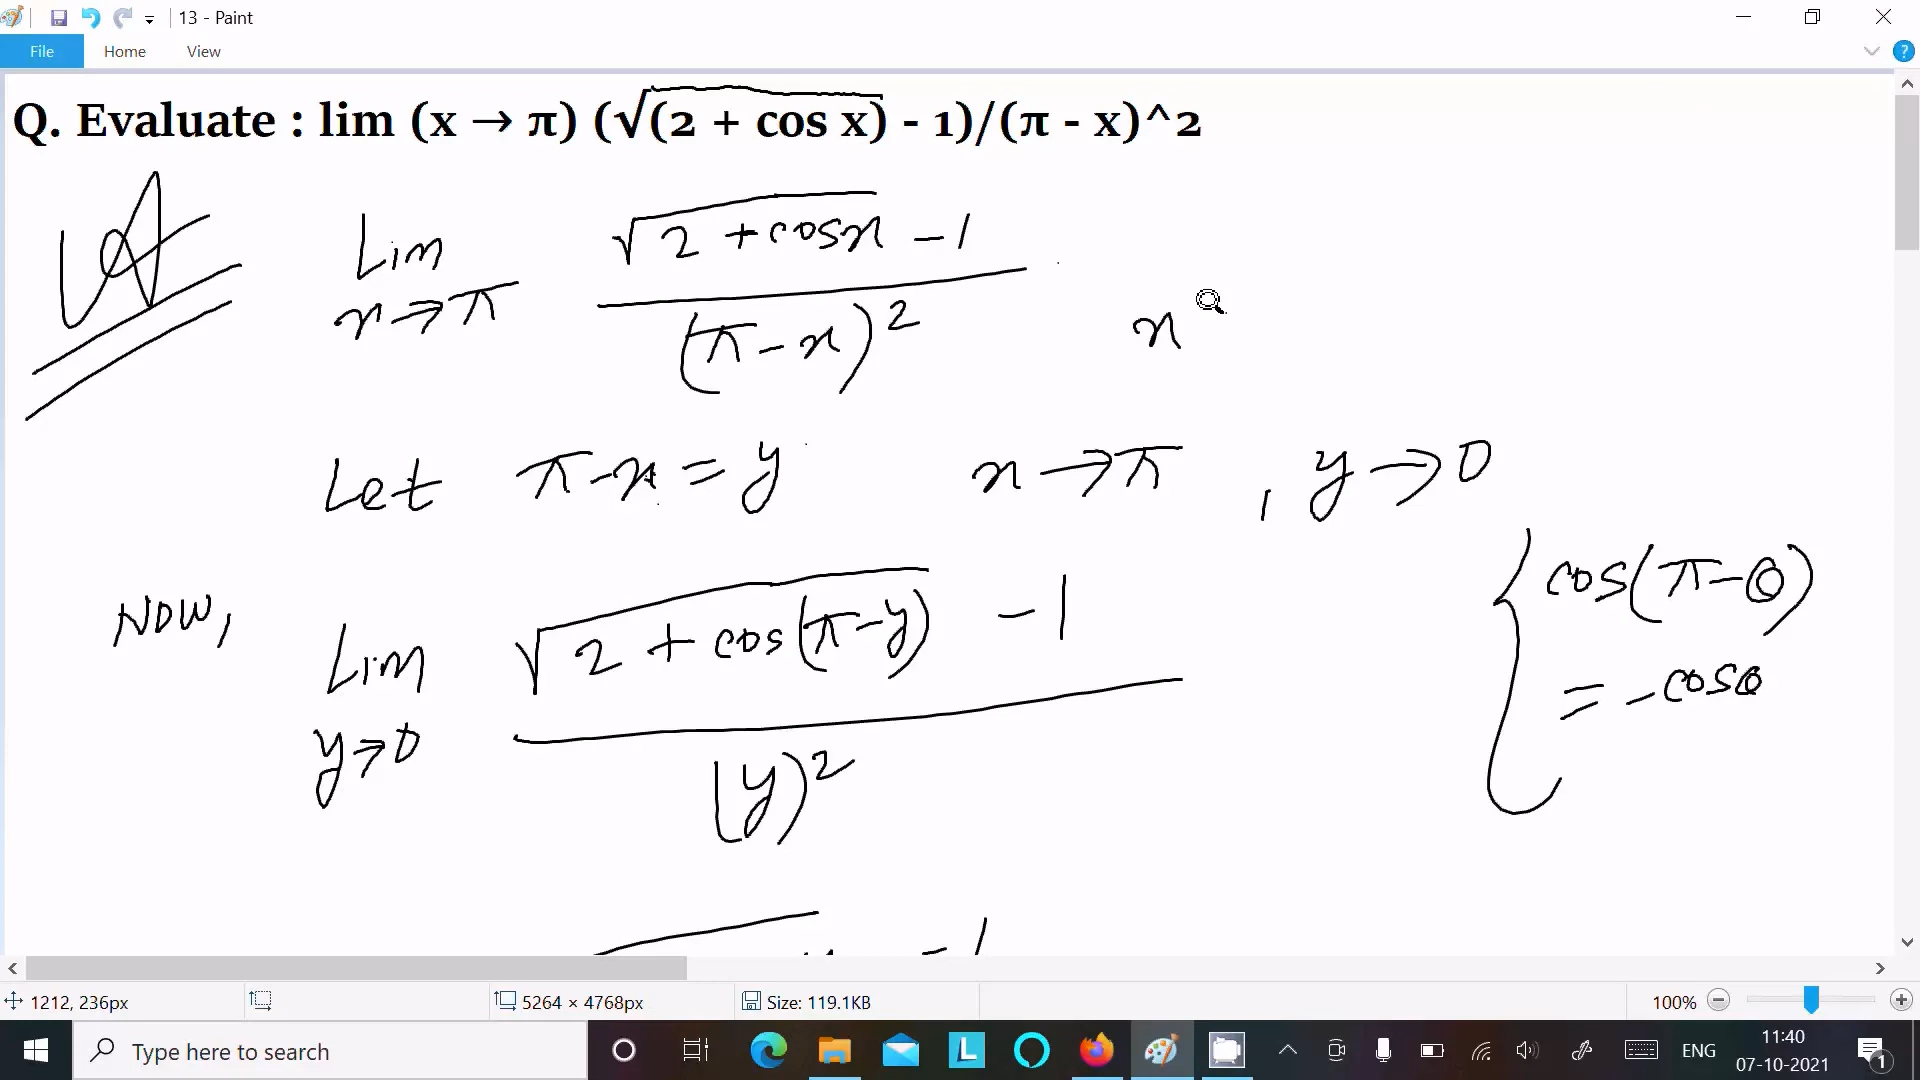 13 - Paint
File Home View
Q. Evaluate : lim (x → π) (√(2 + cos x) - 1)/(π - x)^2
Lim x→π (√2+cosx - 1)/(π-x)^2
x
Let π-x = y x→π , y→0
Now, Lim y→0 (√2+cos(π-y) - 1)/(y)^2
cos(π-θ)
= -cosθ
-1
1212, 236px 5264 × 4768px Size: 119.1KB 100%
Type here to search L ENG 11:40
07-10-2021 1